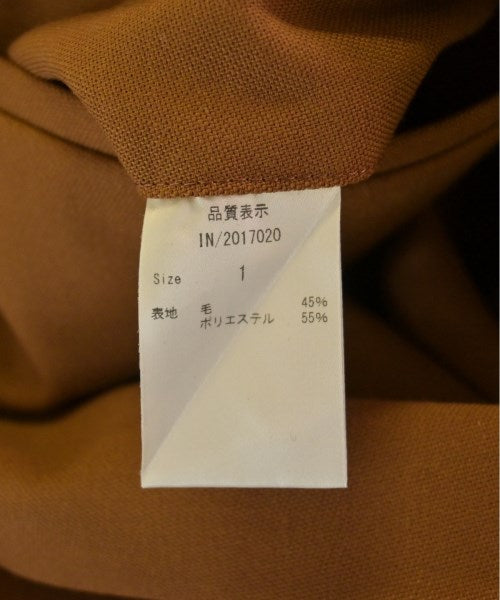 品質表示
IN/2017020
Size 1
表地 毛 45%
ポリエステル 55%